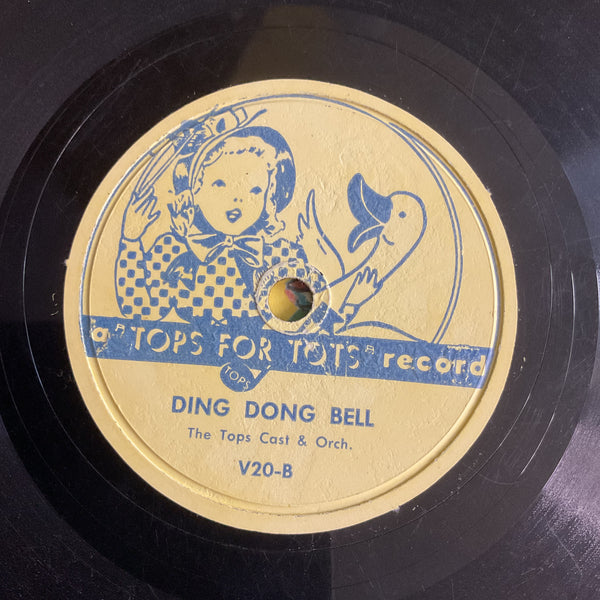 a "TOPS FOR TOTS" record
TOPS
DING DONG BELL
The Tops Cast & Orch.
V20-B